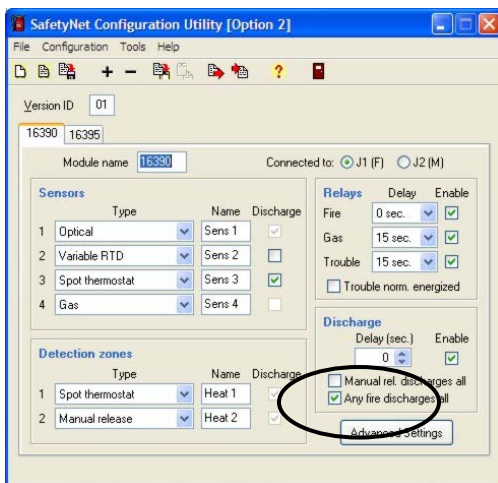 SafetyNet Configuration Utility [Option 2]
File Configuration Tools Help
Version ID 01
16390 16395
Module name 16390 Connected to: J1 (F) J2 (M)
Sensors
Type Name Discharge
1 Optical Sens 1
2 Variable RTD Sens 2
3 Spot thermostat Sens 3
4 Gas Sens 4
Detection zones
Type Name Discharge
1 Spot thermostat Heat 1
2 Manual release Heat 2
Relays Delay Enable
Fire 0 sec.
Gas 15 sec.
Trouble 15 sec.
Trouble norm. energized
Discharge
Delay (sec.) Enable
0
Manual rel. discharges all
Any fire discharges all
Advanced Settings